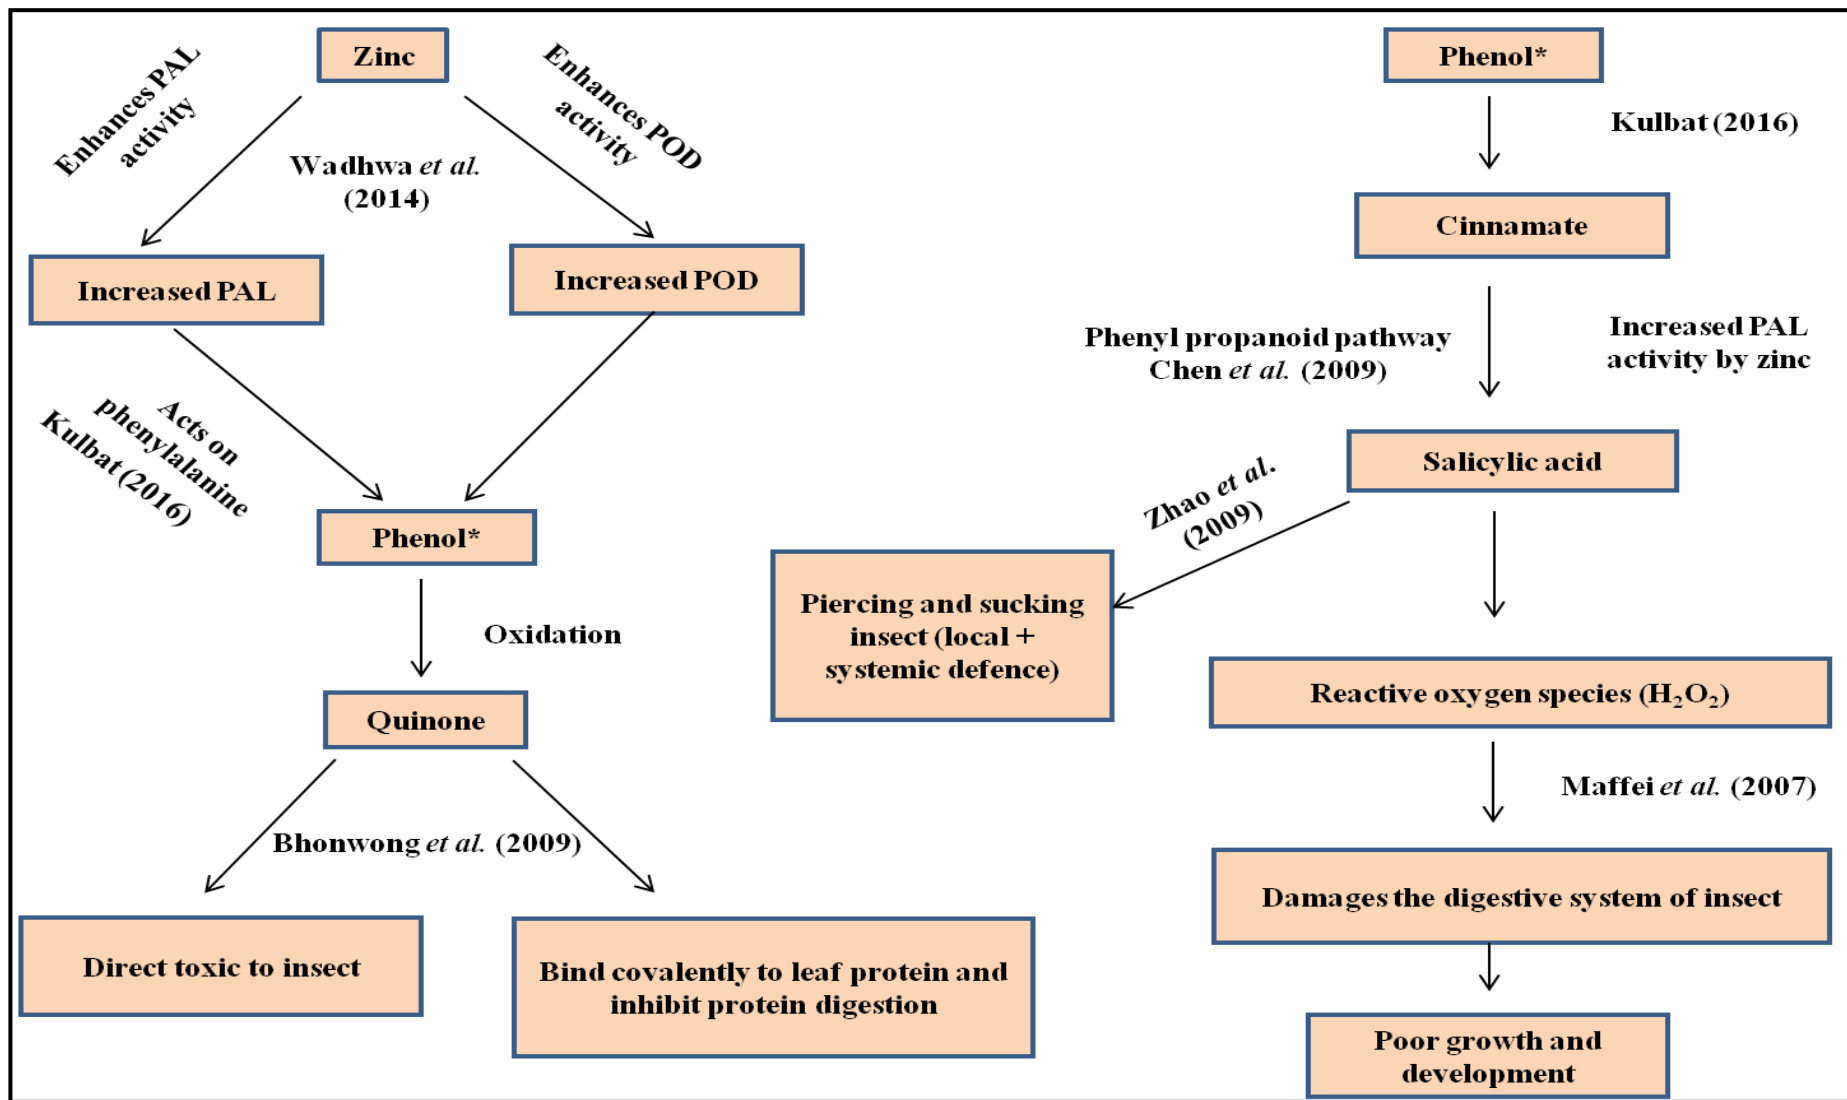 Zinc
Enhances PAL
activity
Enhances POD
activity
Wadhwa et al.
(2014)
Increased PAL
Increased POD
Acts on
phenylalanine
Kulbat (2016)
Phenol*
Oxidation
Quinone
Bhonwong et al. (2009)
Direct toxic to insect
Bind covalently to leaf protein and
inhibit protein digestion
Phenol*
Kulbat (2016)
Cinnamate
Phenyl propanoid pathway
Chen et al. (2009)
Increased PAL
activity by zinc
Salicylic acid
Zhao et al.
(2009)
Piercing and sucking
insect (local +
systemic defence)
Reactive oxygen species (H₂O₂)
Maffei et al. (2007)
Damages the digestive system of insect
Poor growth and
development